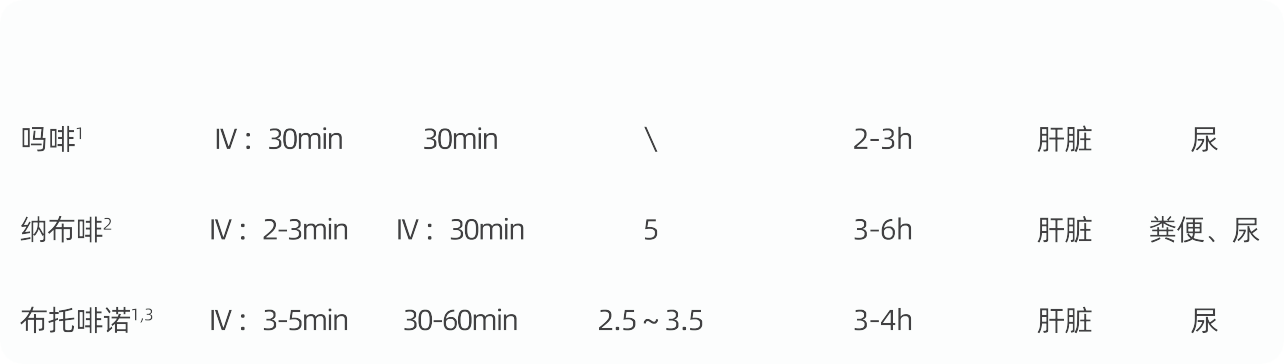 吗啡¹ IV：30min 30min \ 2-3h 肝脏 尿
纳布啡² IV：2-3min IV：30min 5 3-6h 肝脏 粪便、尿
布托啡诺¹,³ IV：3-5min 30-60min 2.5～3.5 3-4h 肝脏 尿